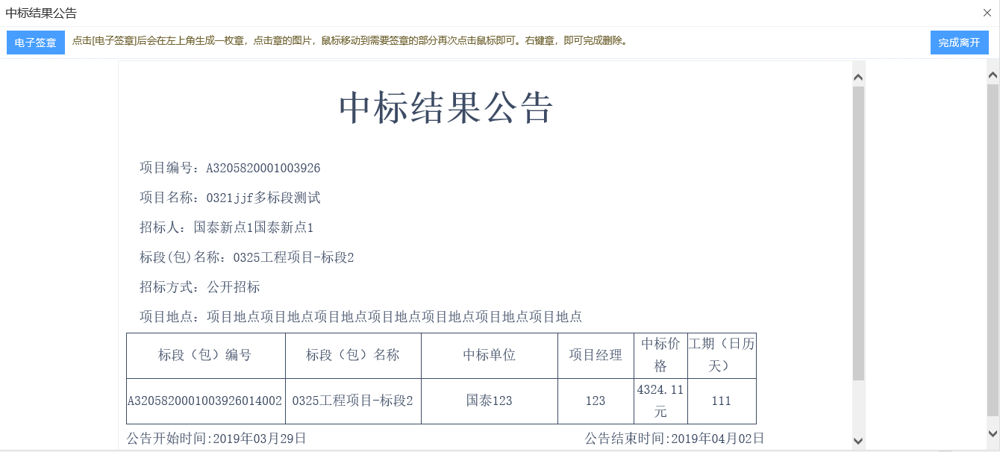 中标结果公告
电子签章 点击[电子签章]后会在左上角生成一枚章，点击章的图片，鼠标移动到需要签章的部分再次点击鼠标即可。右键章，即可完成删除。 完成离开
中标结果公告
项目编号：A3205820001003926
项目名称：0321jjf多标段测试
招标人：国泰新点1国泰新点1
标段(包)名称：0325工程项目-标段2
招标方式：公开招标
项目地点：项目地点项目地点项目地点项目地点项目地点项目地点项目地点
标段（包）编号 标段（包）名称 中标单位 项目经理 中标价格 工期（日历天）
A3205820001003926014002 0325工程项目-标段2 国泰123 123 4324.11元 111
公告开始时间:2019年03月29日 公告结束时间:2019年04月02日